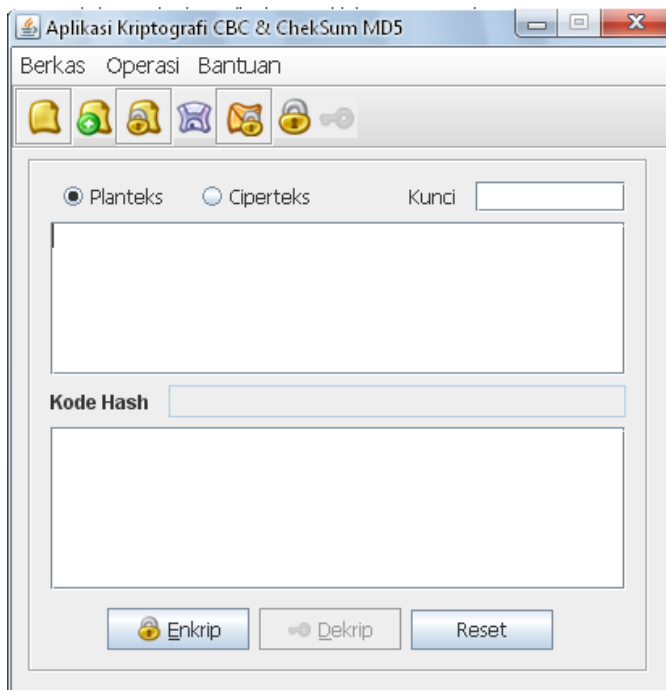 Aplikasi Kriptografi CBC & ChekSum MD5
Berkas Operasi Bantuan
Planteks Ciperteks Kunci
Kode Hash
Enkrip Dekrip Reset